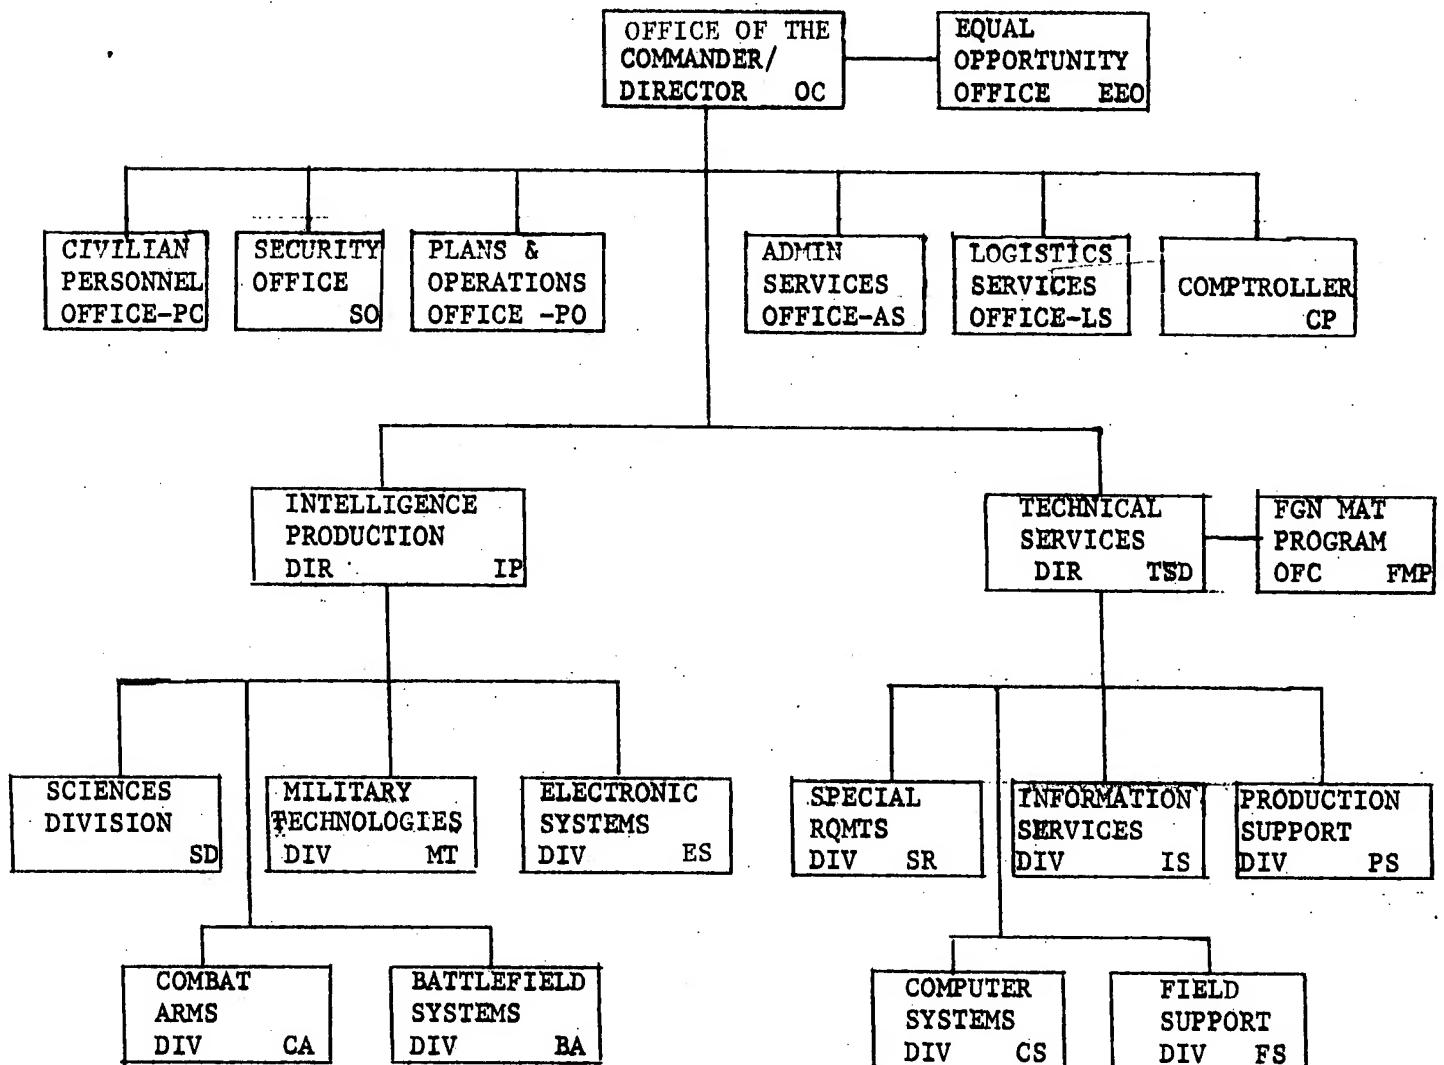 OFFICE OF THE
COMMANDER/
DIRECTOR OC
EQUAL
OPPORTUNITY
OFFICE EEO
CIVILIAN
PERSONNEL
OFFICE-PC
SECURITY
OFFICE
SO
PLANS &
OPERATIONS
OFFICE -PO
ADMIN
SERVICES
OFFICE-AS
LOGISTICS
SERVICES
OFFICE-LS
COMPTROLLER
CP
INTELLIGENCE
PRODUCTION
DIR IP
TECHNICAL
SERVICES
DIR TSD
FGN MAT
PROGRAM
OFC FMP
SCIENCES
DIVISION
SD
MILITARY
TECHNOLOGIES
DIV MT
ELECTRONIC
SYSTEMS
DIV ES
SPECIAL
RQMTS
DIV SR
INFORMATION
SERVICES
DIV IS
PRODUCTION
SUPPORT
DIV PS
COMBAT
ARMS
DIV CA
BATTLEFIELD
SYSTEMS
DIV BA
COMPUTER
SYSTEMS
DIV CS
FIELD
SUPPORT
DIV FS